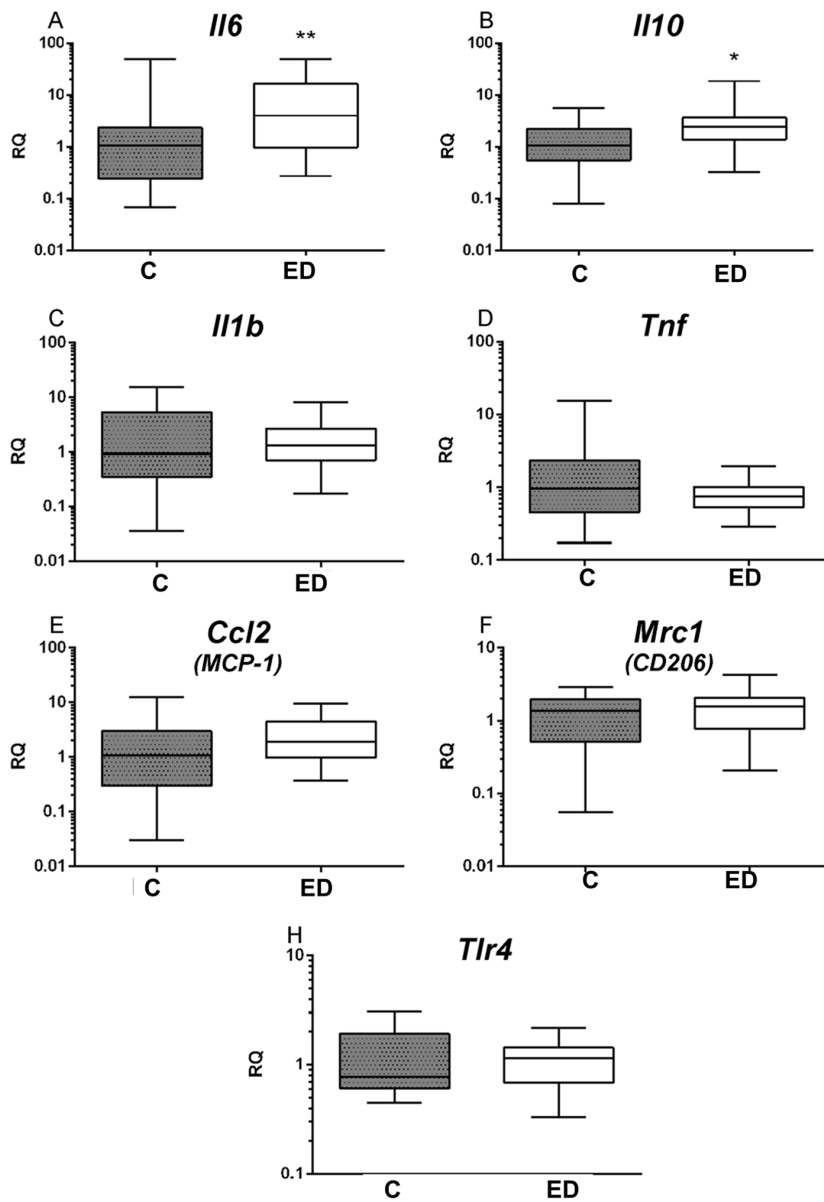 A
Il6
**
100
10
1
0.1
0.01
RQ
C
ED
B
Il10
*
100
10
1
0.1
0.01
RQ
C
ED
C
Il1b
100
10
1
0.1
0.01
RQ
C
ED
D
Tnf
100
10
1
0.1
RQ
C
ED
E
Ccl2
(MCP-1)
100
10
1
0.1
0.01
RQ
C
ED
F
Mrc1
(CD206)
10
1
0.1
0.01
RQ
C
ED
H
Tlr4
10
1
0.1
RQ
C
ED